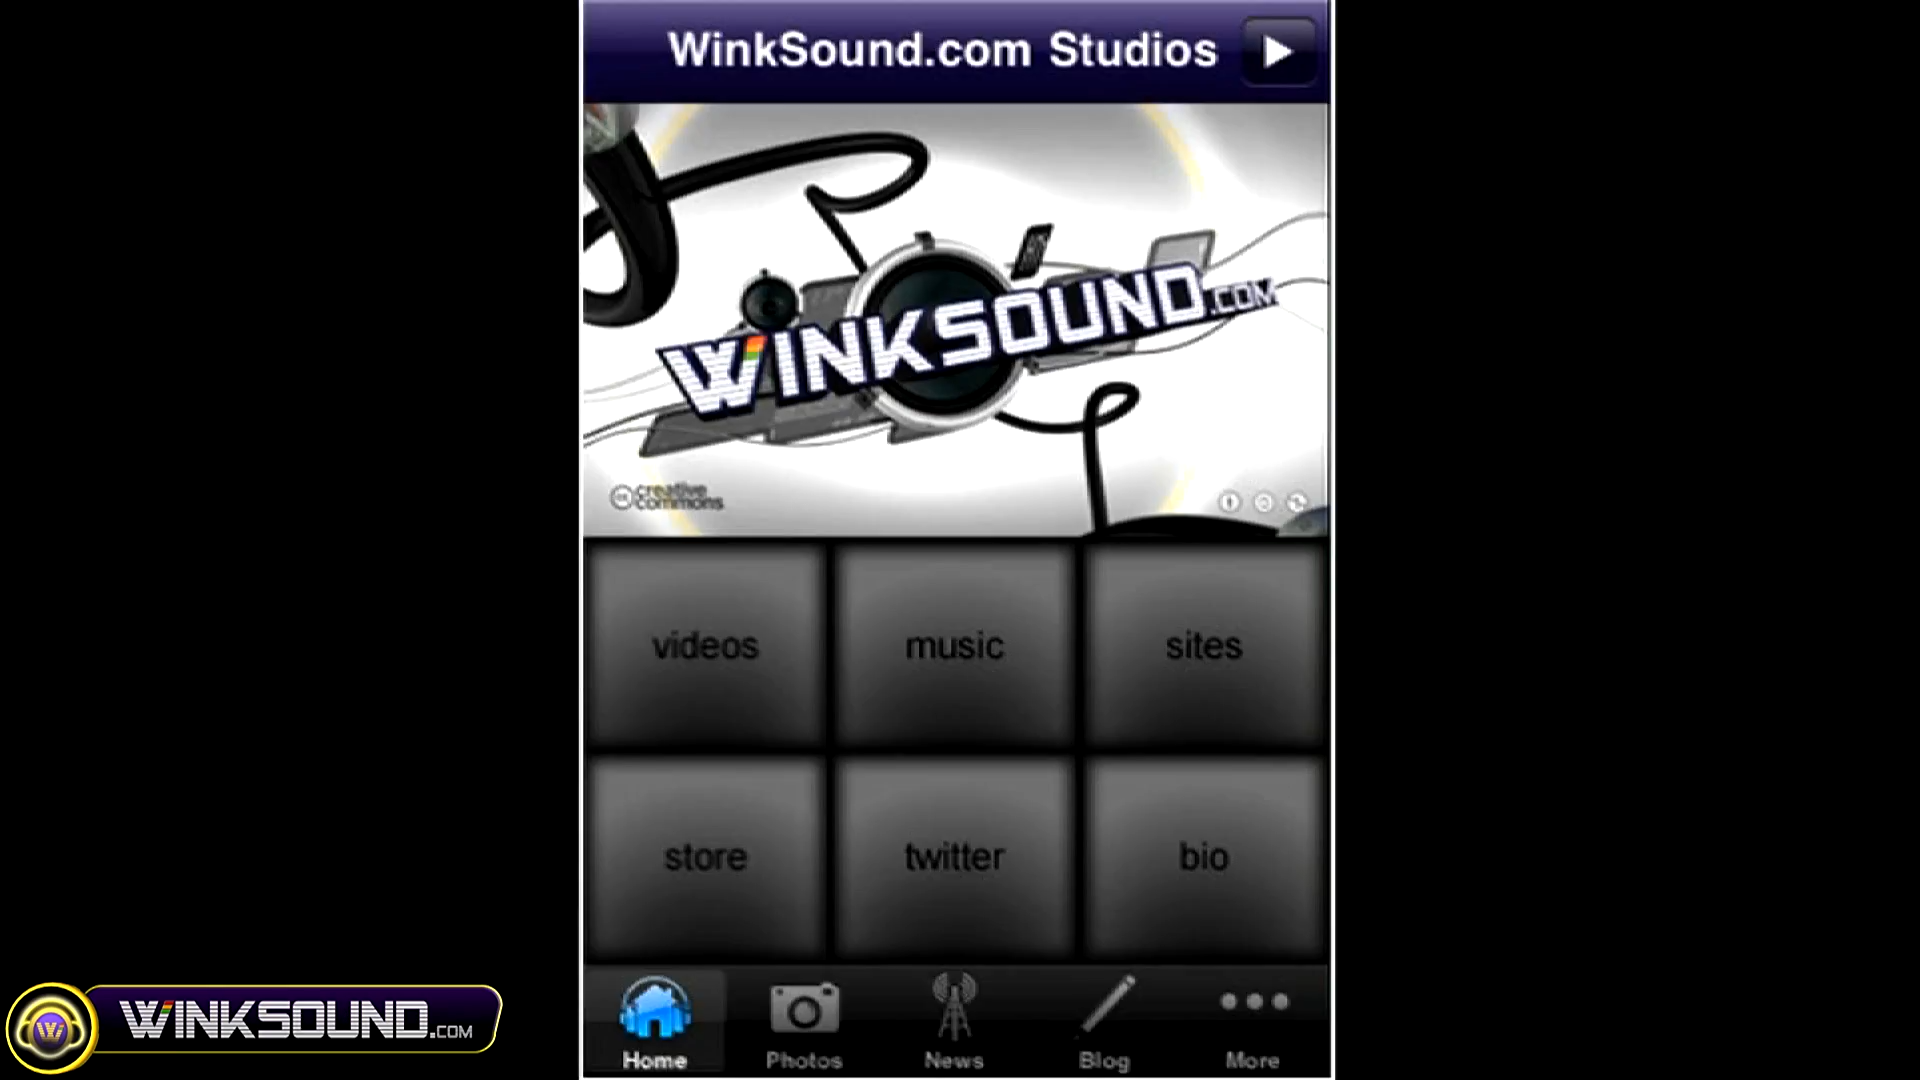 WinkSound.com Studios
WINKSOUND.COM
creative
commons
videos
music
sites
store
twitter
bio
Home
Photos
News
Blog
More
WINKSOUND.COM